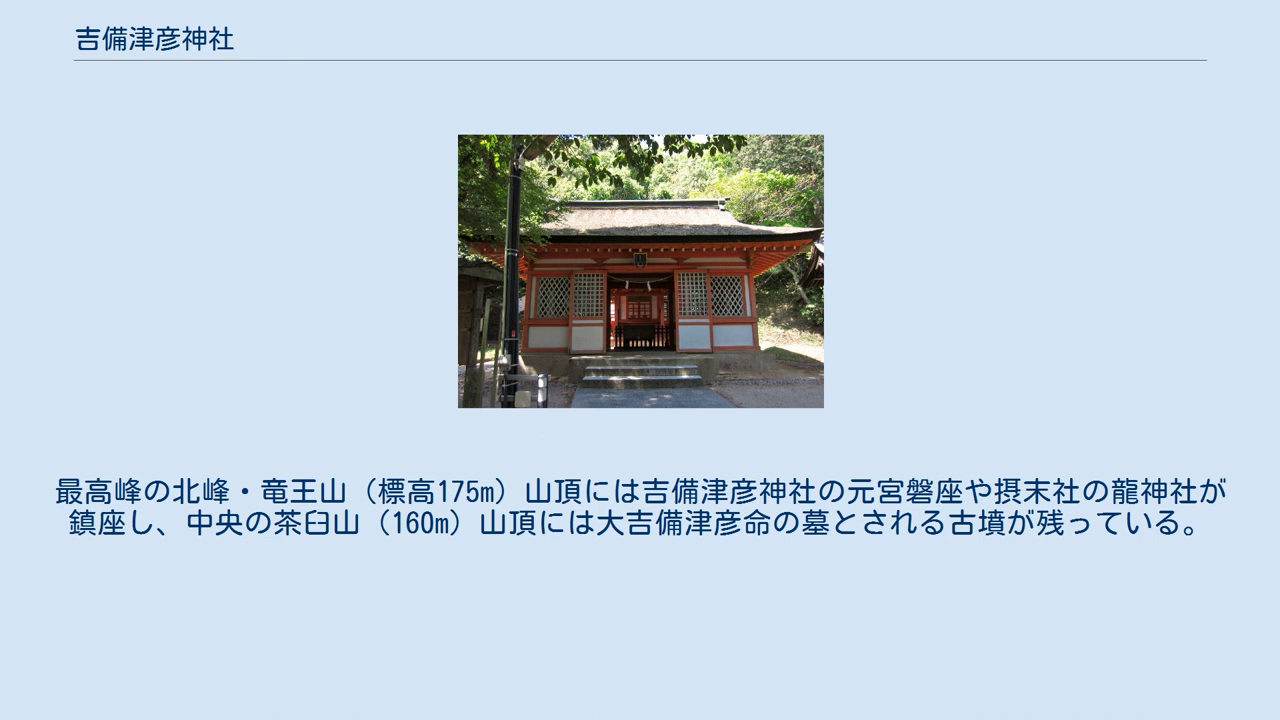 吉備津彦神社
最高峰の北峰・竜王山（標高175m）山頂には吉備津彦神社の元宮磐座や摂末社の龍神社が
鎮座し、中央の茶臼山（160m）山頂には大吉備津彦命の墓とされる古墳が残っている。